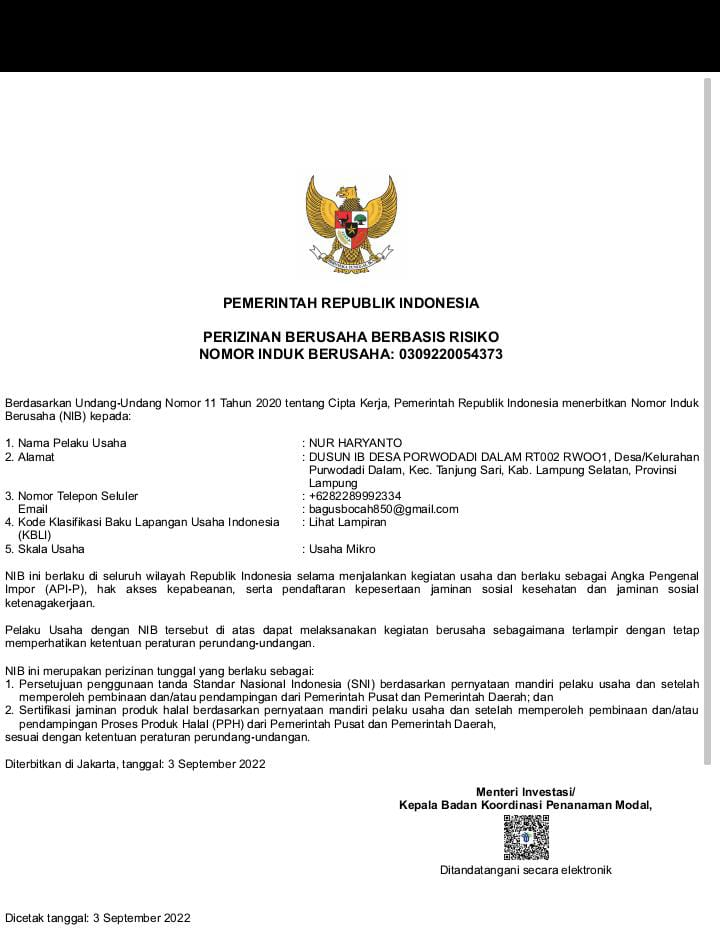 PEMERINTAH REPUBLIK INDONESIA
PERIZINAN BERUSAHA BERBASIS RISIKO
NOMOR INDUK BERUSAHA: 0309220054373
Berdasarkan Undang-Undang Nomor 11 Tahun 2020 tentang Cipta Kerja, Pemerintah Republik Indonesia menerbitkan Nomor Induk
Berusaha (NIB) kepada:
1. Nama Pelaku Usaha : NUR HARYANTO
2. Alamat : DUSUN IB DESA PORWODADI DALAM RT002 RWOO1, Desa/Kelurahan
Purwodadi Dalam, Kec. Tanjung Sari, Kab. Lampung Selatan, Provinsi
Lampung
3. Nomor Telepon Seluler : +6282289992334
Email : bagusbocah850@gmail.com
4. Kode Klasifikasi Baku Lapangan Usaha Indonesia : Lihat Lampiran
(KBLI)
5. Skala Usaha : Usaha Mikro
NIB ini berlaku di seluruh wilayah Republik Indonesia selama menjalankan kegiatan usaha dan berlaku sebagai Angka Pengenal
Impor (API-P), hak akses kepabeanan, serta pendaftaran kepesertaan jaminan sosial kesehatan dan jaminan sosial
ketenagakerjaan.
Pelaku Usaha dengan NIB tersebut di atas dapat melaksanakan kegiatan berusaha sebagaimana terlampir dengan tetap
memperhatikan ketentuan peraturan perundang-undangan.
NIB ini merupakan perizinan tunggal yang berlaku sebagai:
1. Persetujuan penggunaan tanda Standar Nasional Indonesia (SNI) berdasarkan pernyataan mandiri pelaku usaha dan setelah
memperoleh pembinaan dan/atau pendampingan dari Pemerintah Pusat dan Pemerintah Daerah; dan
2. Sertifikasi jaminan produk halal berdasarkan pernyataan mandiri pelaku usaha dan setelah memperoleh pembinaan dan/atau
pendampingan Proses Produk Halal (PPH) dari Pemerintah Pusat dan Pemerintah Daerah,
sesuai dengan ketentuan peraturan perundang-undangan.
Diterbitkan di Jakarta, tanggal: 3 September 2022
Menteri Investasi/
Kepala Badan Koordinasi Penanaman Modal,
Ditandatangani secara elektronik
Dicetak tanggal: 3 September 2022